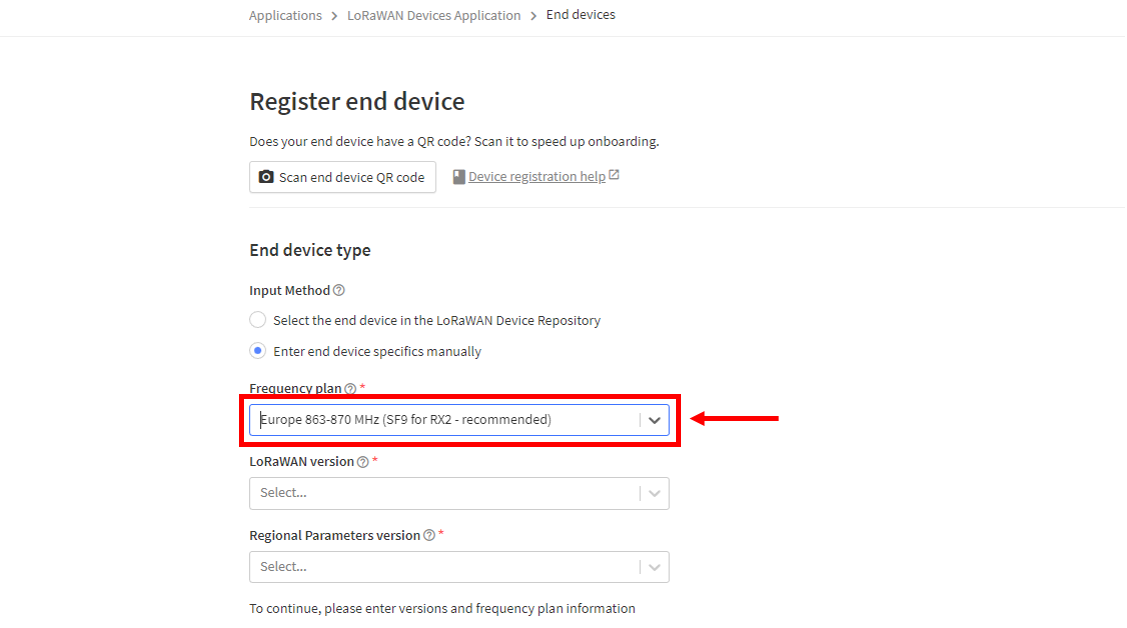 Applications > LoRaWAN Devices Application > End devices
Register end device
Does your end device have a QR code? Scan it to speed up onboarding.
Scan end device QR code Device registration help
End device type
Input Method
Select the end device in the LoRaWAN Device Repository
Enter end device specifics manually
Frequency plan *
Europe 863-870 MHz (SF9 for RX2 - recommended)
LoRaWAN version *
Select...
Regional Parameters version *
Select...
To continue, please enter versions and frequency plan information